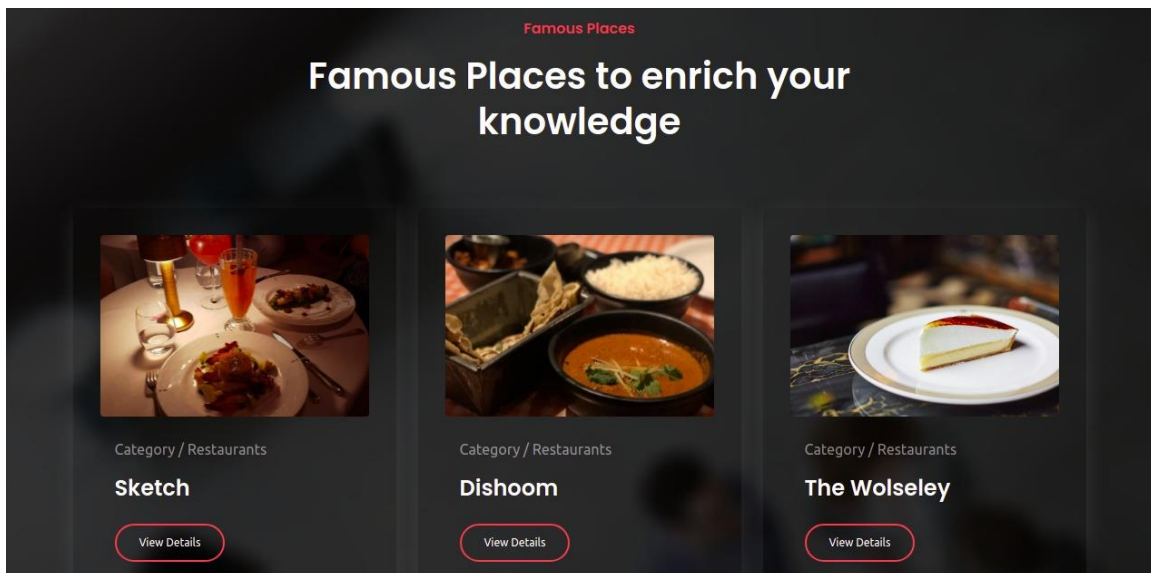 Famous Places
Famous Places to enrich your
knowledge
Category / Restaurants
Sketch
View Details
Category / Restaurants
Dishoom
View Details
Category / Restaurants
The Wolseley
View Details